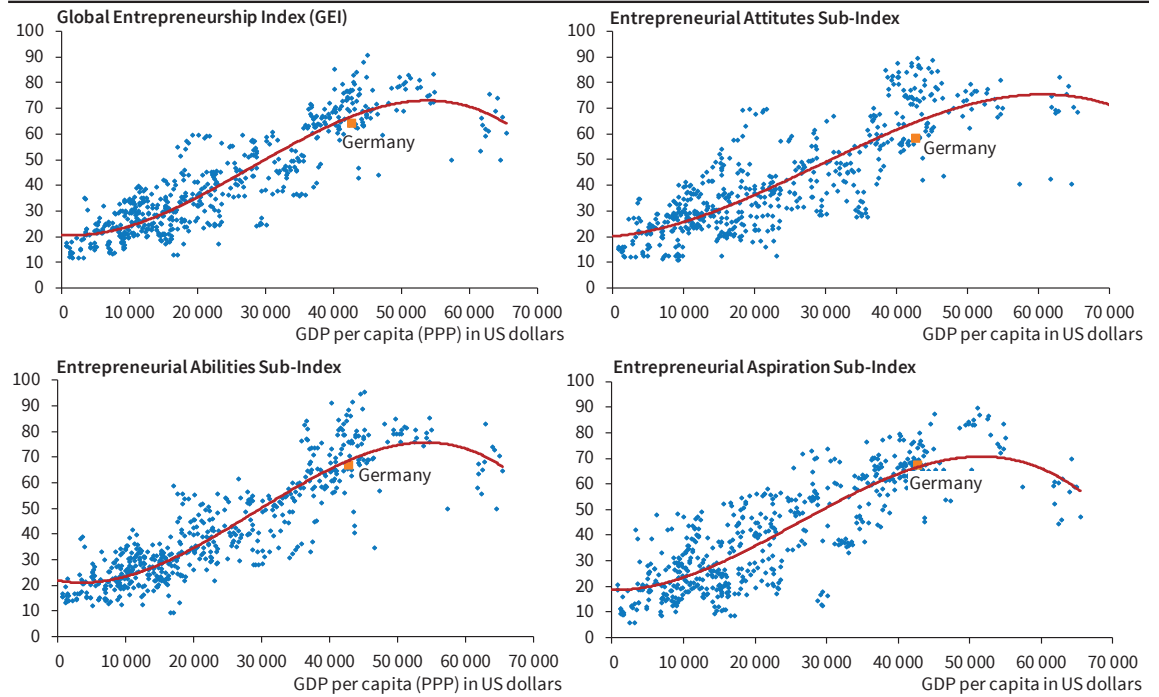 Global Entrepreneurship Index (GEI)
100
90
80
70
60
50
40
30
20
10
0
Germany
0 10 000 20 000 30 000 40 000 50 000 60 000 70 000
GDP per capita (PPP) in US dollars
Entrepreneurial Attitutes Sub-Index
100
90
80
70
60
50
40
30
20
10
0
Germany
0 10 000 20 000 30 000 40 000 50 000 60 000 70 000
GDP per capita in US dollars
Entrepreneurial Abilities Sub-Index
100
90
80
70
60
50
40
30
20
10
0
Germany
0 10 000 20 000 30 000 40 000 50 000 60 000 70 000
GDP per capita (PPP) in US dollars
Entrepreneurial Aspiration Sub-Index
100
90
80
70
60
50
40
30
20
10
0
Germany
0 10 000 20 000 30 000 40 000 50 000 60 000 70 000
GDP per capita in US dollars